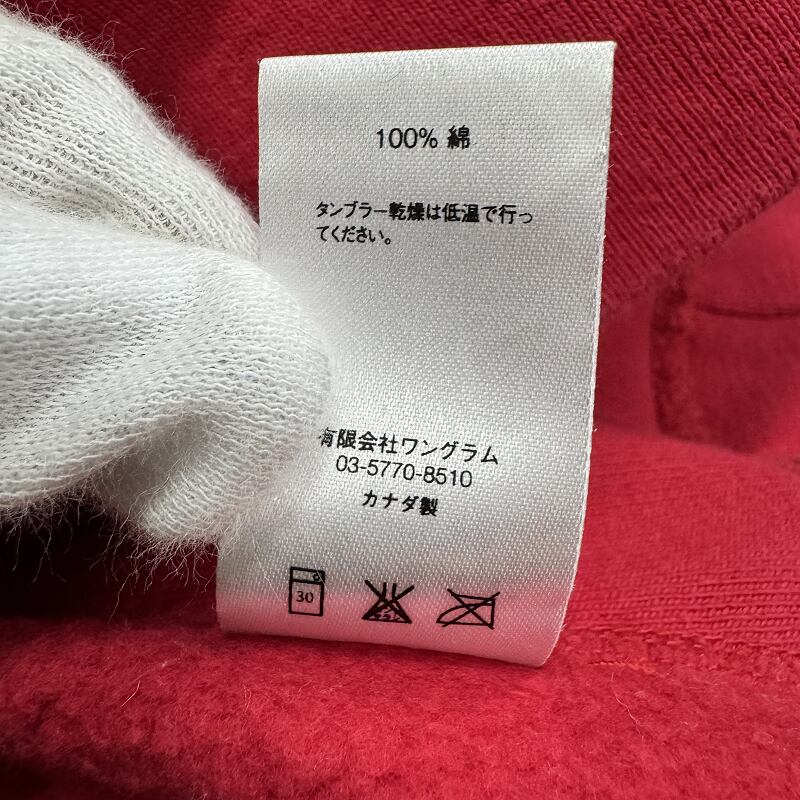 100% 綿
タンブラー乾燥は低温で行っ
てください。
有限会社ワングラム
03-5770-8510
カナダ製
30